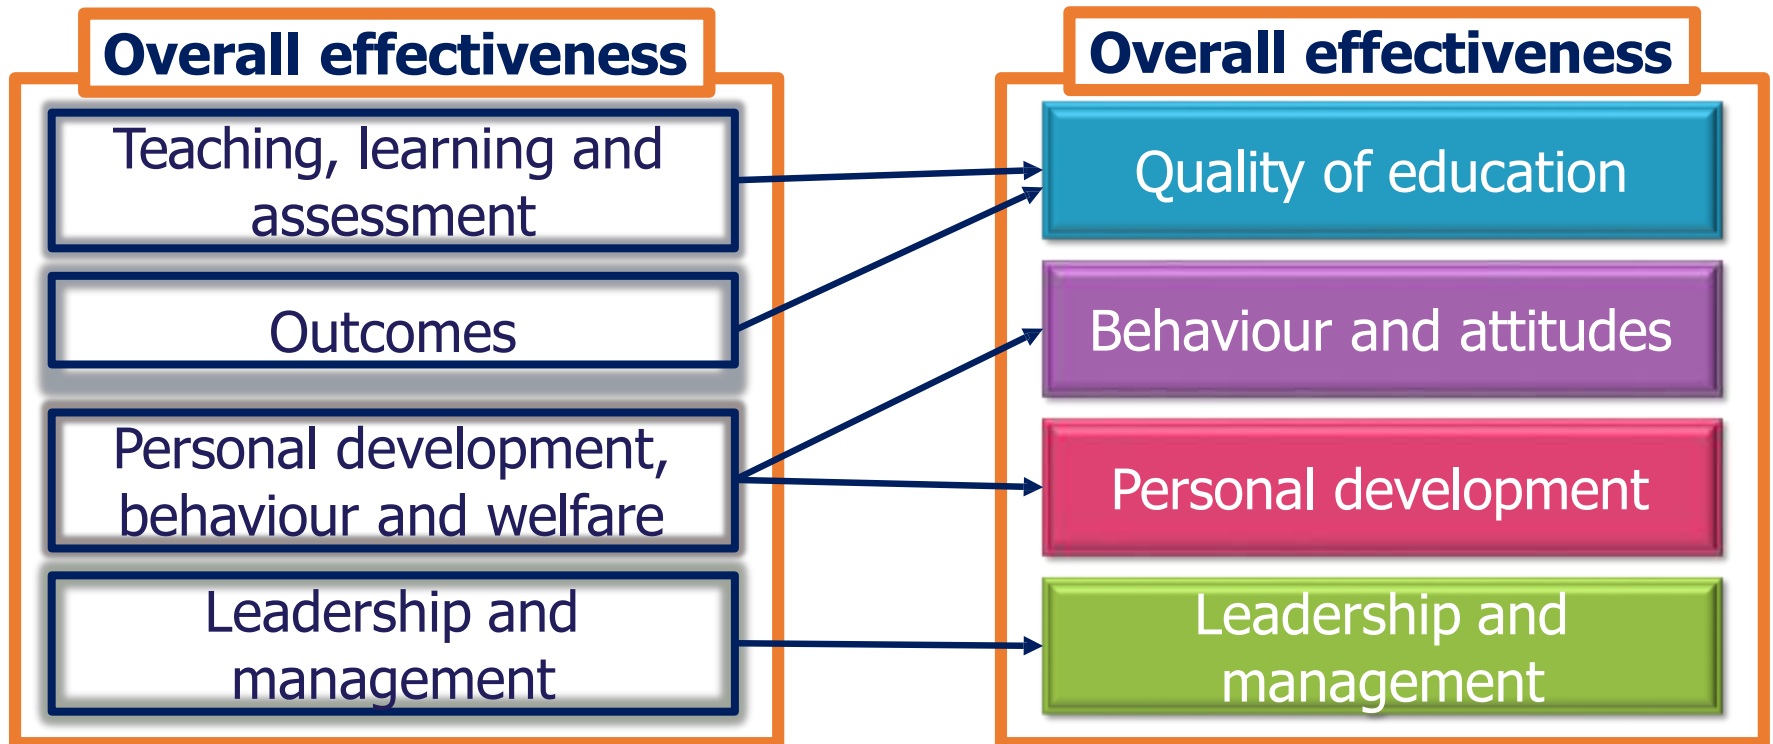 Overall effectiveness
Teaching, learning and
assessment
Outcomes
Personal development,
behaviour and welfare
Leadership and
management
Overall effectiveness
Quality of education
Behaviour and attitudes
Personal development
Leadership and
management